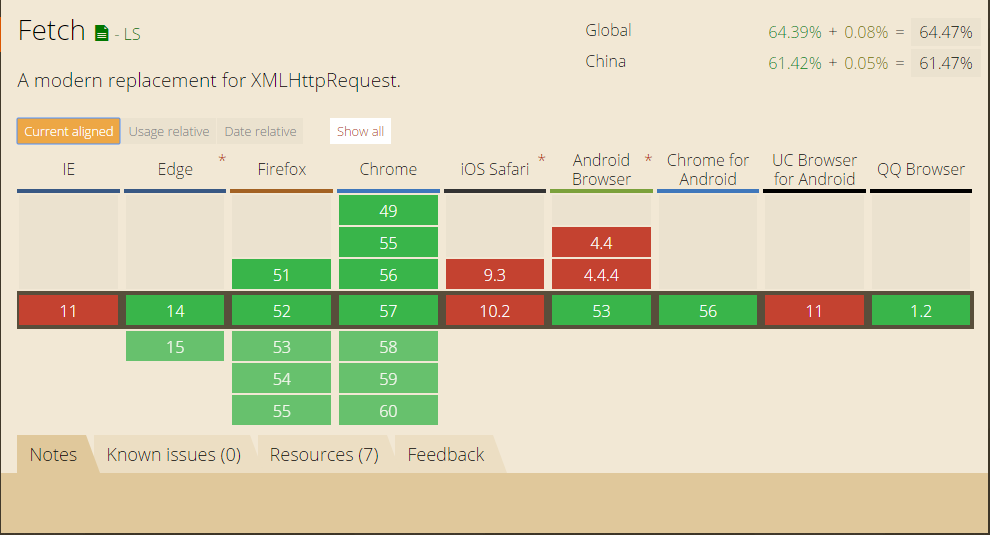 Fetch - LS
Global 64.39% + 0.08% = 64.47%
China 61.42% + 0.05% = 61.47%
A modern replacement for XMLHttpRequest.
Current aligned Usage relative Date relative Show all
IE Edge * Firefox Chrome iOS Safari * Android Browser * Chrome for Android UC Browser for Android QQ Browser
49
55 4.4
51 56 9.3 4.4.4
11 14 52 57 10.2 53 56 11 1.2
15 53 58
54 59
55 60
Notes Known issues (0) Resources (7) Feedback